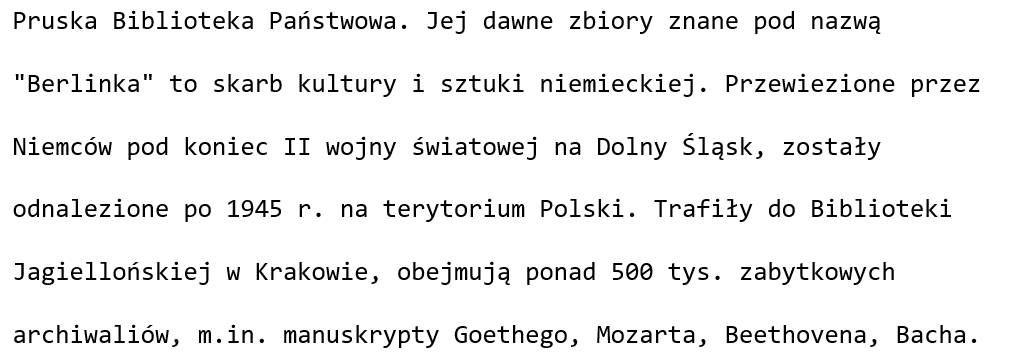 Pruska Biblioteka Państwowa. Jej dawne zbiory znane pod nazwą
"Berlinka" to skarb kultury i sztuki niemieckiej. Przewiezione przez
Niemców pod koniec II wojny światowej na Dolny Śląsk, zostały
odnalezione po 1945 r. na terytorium Polski. Trafiły do Biblioteki
Jagiellońskiej w Krakowie, obejmują ponad 500 tys. zabytkowych
archiwaliów, m.in. manuskrypty Goethego, Mozarta, Beethovena, Bacha.